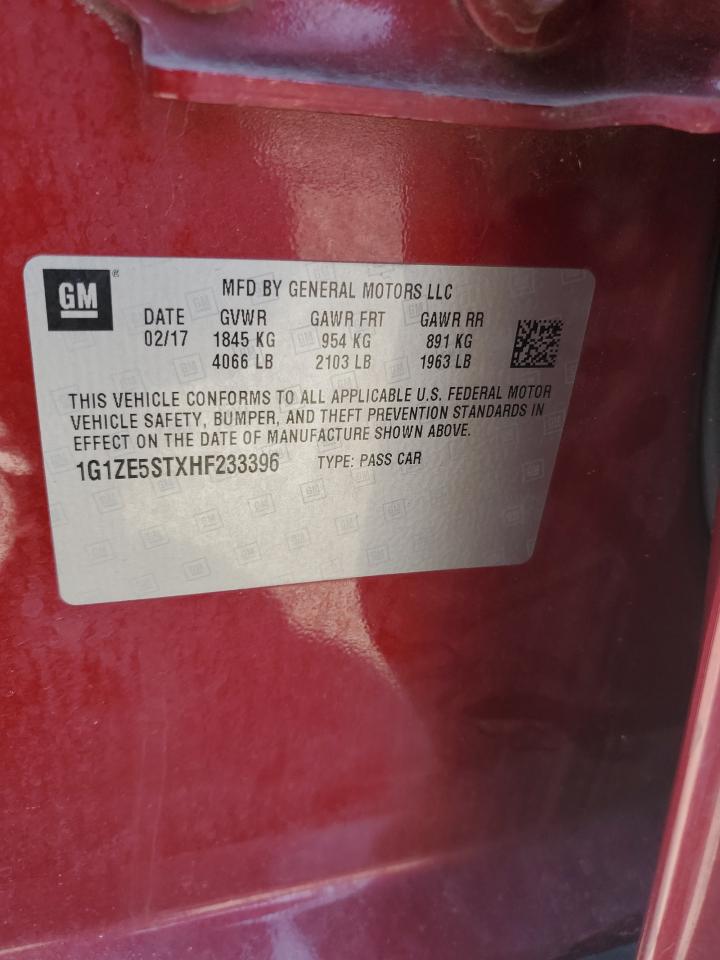 GM®
MFD BY GENERAL MOTORS LLC
DATE GVWR GAWR FRT GAWR RR
02/17 1845 KG 954 KG 891 KG
4066 LB 2103 LB 1963 LB
THIS VEHICLE CONFORMS TO ALL APPLICABLE U.S. FEDERAL MOTOR
VEHICLE SAFETY, BUMPER, AND THEFT PREVENTION STANDARDS IN
EFFECT ON THE DATE OF MANUFACTURE SHOWN ABOVE.
1G1ZE5STXHF233396 TYPE: PASS CAR